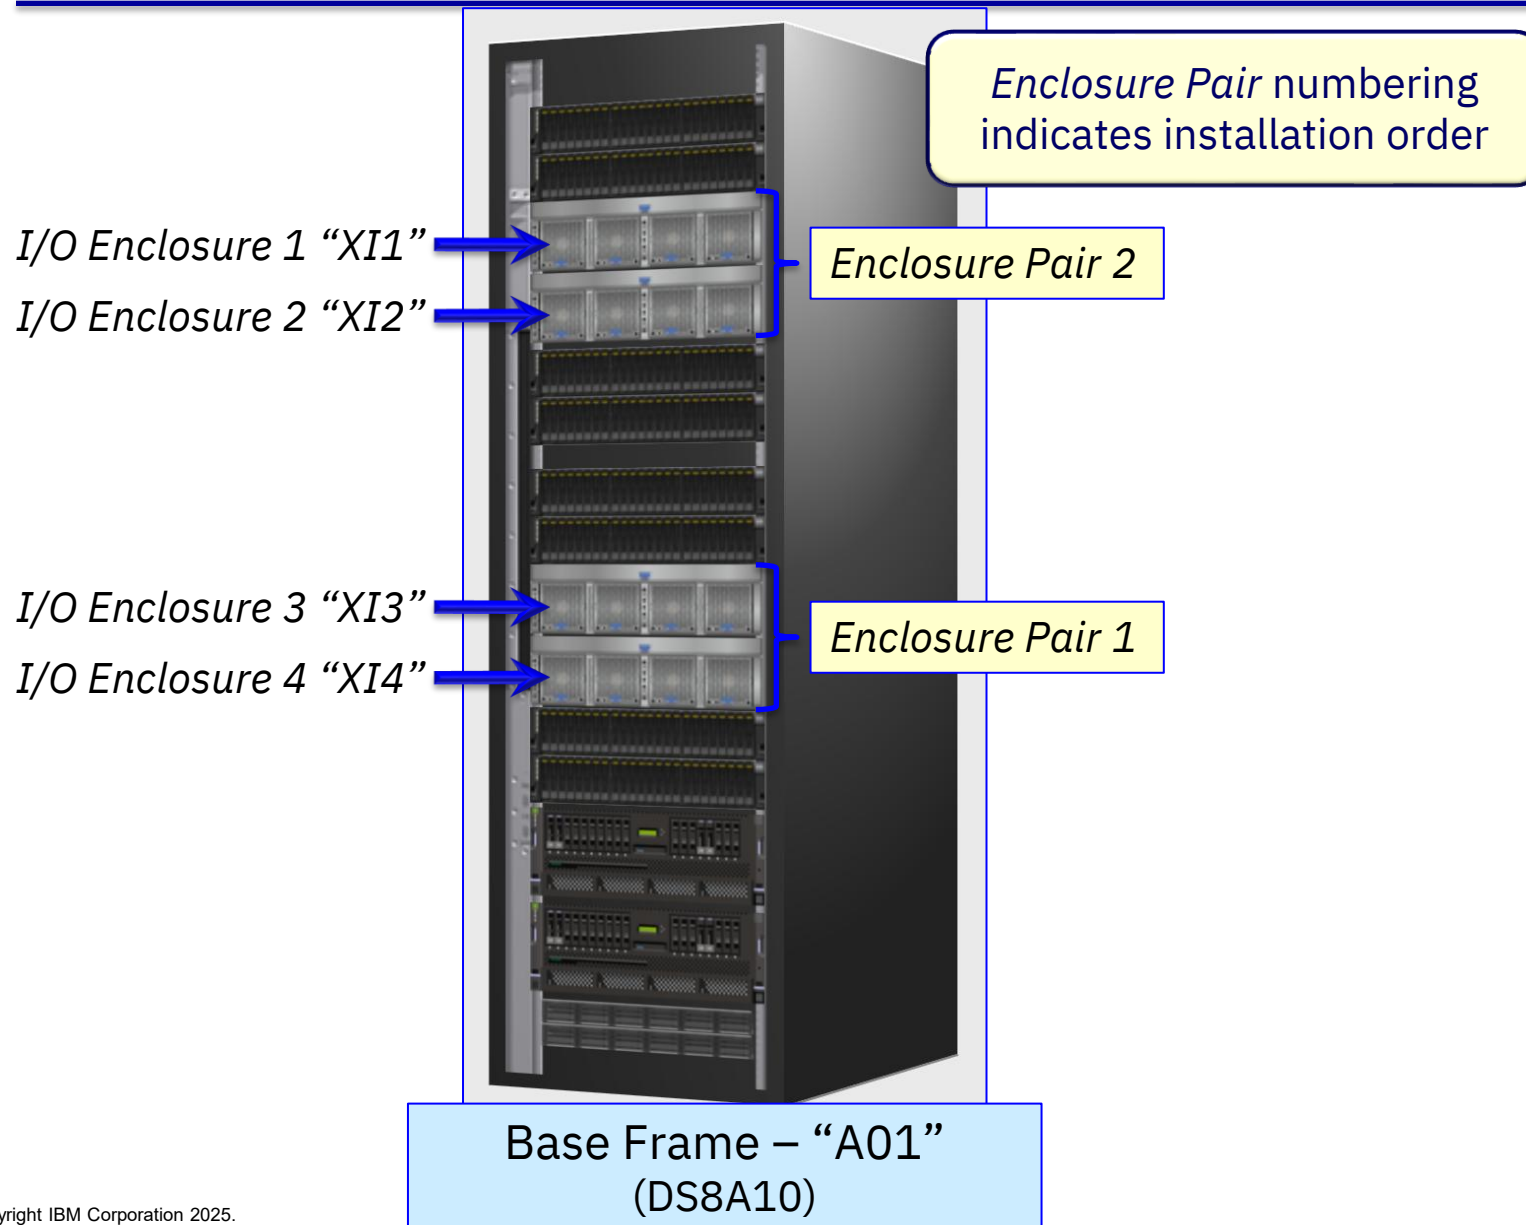 Enclosure Pair numbering
indicates installation order
I/O Enclosure 1 “XI1”
Enclosure Pair 2
I/O Enclosure 2 “XI2”
I/O Enclosure 3 “XI3”
Enclosure Pair 1
I/O Enclosure 4 “XI4”
Base Frame – “A01”
(DS8A10)
yright IBM Corporation 2025.